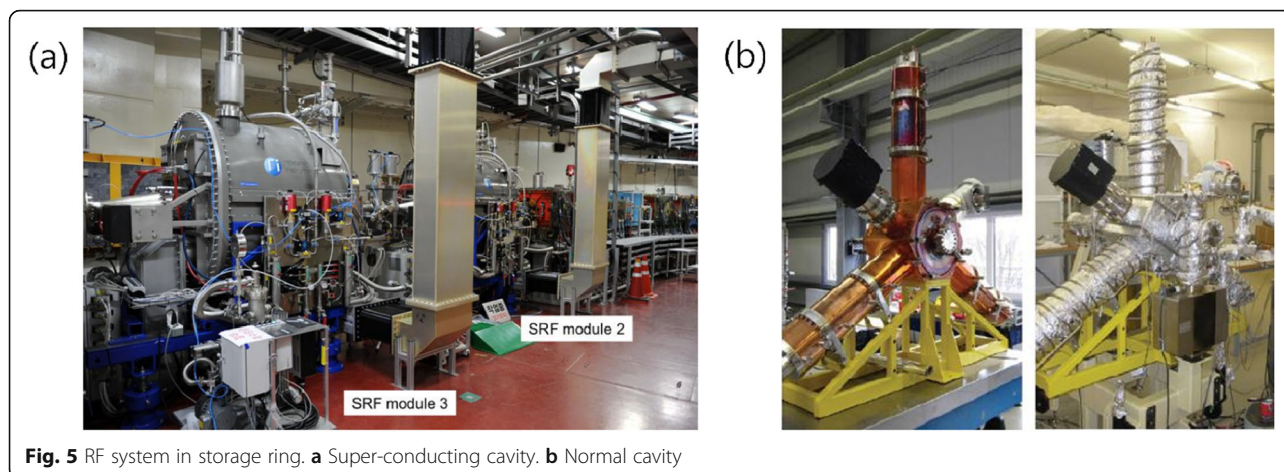 (a)
(b)
SRF module 2
SRF module 3
Fig. 5 RF system in storage ring. a Super-conducting cavity. b Normal cavity